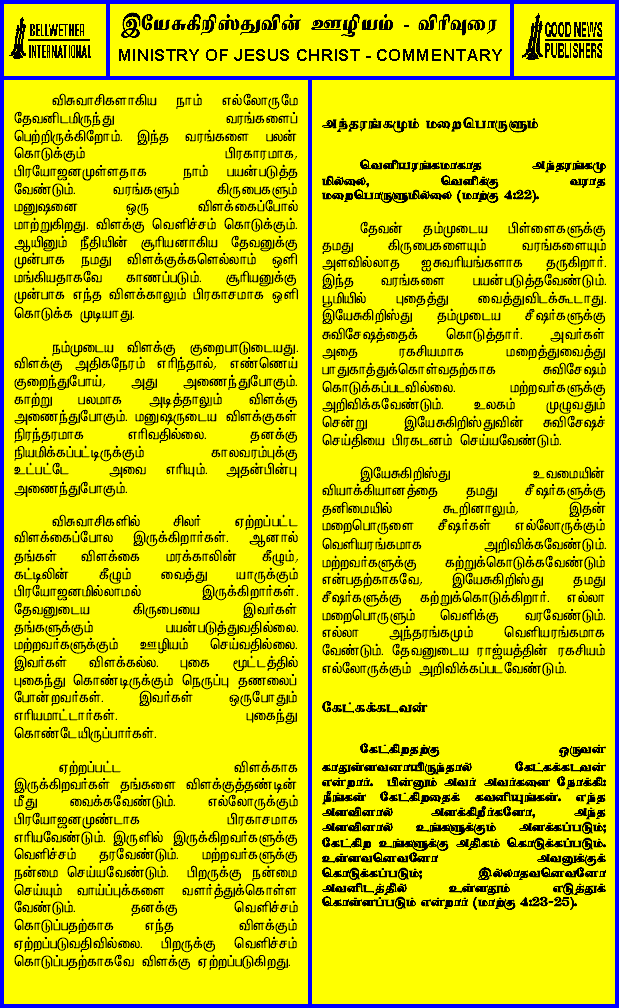 BELLWETHER
INTERNATIONAL
இயேசுகிறிஸ்துவின் ஊழியம் - விரிவுரை
MINISTRY OF JESUS CHRIST - COMMENTARY
GOOD NEWS
PUBLISHERS
விசுவாசிகளாகிய நாம் எல்லோருமே
தேவனிடமிருந்து வரங்களைப்
பெற்றிருக்கிறோம். இந்த வரங்களை பலன்
கொடுக்கும் பிரகாரமாக,
பிரயோஜனமுள்ளதாக நாம் பயன்படுத்த
வேண்டும். வரங்களும் கிருபைகளும்
மனுஷனை ஒரு விளக்கைப்போல்
மாற்றுகிறது. விளக்கு வெளிச்சம் கொடுக்கும்.
ஆயினும் நீதியின் சூரியனாகிய தேவனுக்கு
முன்பாக நமது விளக்குக்களெல்லாம் ஒளி
மங்கியதாகவே காணப்படும். சூரியனுக்கு
முன்பாக எந்த விளக்காலும் பிரகாசமாக ஒளி
கொடுக்க முடியாது.
நம்முடைய விளக்கு குறைபாடுடையது.
விளக்கு அதிகநேரம் எரிந்தால், எண்ணெய்
குறைந்துபோய், அது அணைந்துபோகும்.
காற்று பலமாக அடித்தாலும் விளக்கு
அணைந்துபோகும். மனுஷருடைய விளக்குகள்
நிரந்தரமாக எரிவதில்லை. தனக்கு
நியமிக்கப்பட்டிருக்கும் காலவரம்புக்கு
உட்பட்டே அவை எரியும். அதன்பின்பு
அணைந்துபோகும்.
விசுவாசிகளில் சிலர் ஏற்றப்பட்ட
விளக்கைப்போல இருக்கிறார்கள். ஆனால்
தங்கள் விளக்கை மரக்காலின் கீழும்,
கட்டிலின் கீழும் வைத்து யாருக்கும்
பிரயோஜனமில்லாமல் இருக்கிறார்கள்.
தேவனுடைய கிருபையை இவர்கள்
தங்களுக்கும் பயன்படுத்துவதில்லை.
மற்றவர்களுக்கும் ஊழியம் செய்வதில்லை.
இவர்கள் விளக்கல்ல. புகை மூட்டத்தில்
புகைந்து கொண்டிருக்கும் நெருப்பு தணலைப்
போன்றவர்கள். இவர்கள் ஒருபோதும்
எரியமாட்டார்கள். புகைந்து
கொண்டேயிருப்பார்கள்.
ஏற்றப்பட்ட விளக்காக
இருக்கிறவர்கள் தங்களை விளக்குத்தண்டின்
மீது வைக்கவேண்டும். எல்லோருக்கும்
பிரயோஜனமுண்டாக பிரகாசமாக
எரியவேண்டும். இருளில் இருக்கிறவர்களுக்கு
வெளிச்சம் தரவேண்டும். மற்றவர்களுக்கு
நன்மை செய்யவேண்டும். பிறருக்கு நன்மை
செய்யும் வாய்ப்புக்களை வளர்த்துக்கொள்ள
வேண்டும். தனக்கு வெளிச்சம்
கொடுப்பதற்காக எந்த விளக்கும்
ஏற்றப்படுவதிவில்லை. பிறருக்கு வெளிச்சம்
கொடுப்பதற்காகவே விளக்கு ஏற்றப்படுகிறது.
அந்தரங்கமும் மறைபொருளும்
வெளியரங்கமாகாத அந்தரங்கமு
மில்லை, வெளிக்கு வராத
மறைபொருளுமில்லை (மாற்கு 4:22).
தேவன் தம்முடைய பிள்ளைகளுக்கு
தமது கிருபைகளையும் வரங்களையும்
அளவில்லாத ஐசுவரியங்களாக தருகிறார்.
இந்த வரங்களை பயன்படுத்தவேண்டும்.
பூமியில் புதைத்து வைத்துவிடக்கூடாது.
இயேசுகிறிஸ்து தம்முடைய சீஷர்களுக்கு
சுவிசேஷத்தைக் கொடுத்தார். அவர்கள்
அதை ரகசியமாக மறைத்துவைத்து
பாதுகாத்துக்கொள்வதற்காக சுவிசேஷம்
கொடுக்கப்படவில்லை. மற்றவர்களுக்கு
அறிவிக்கவேண்டும். உலகம் முழுவதும்
சென்று இயேசுகிறிஸ்துவின் சுவிசேஷச்
செய்தியை பிரகடனம் செய்யவேண்டும்.
இயேசுகிறிஸ்து உவமையின்
வியாக்கியானத்தை தமது சீஷர்களுக்கு
தனிமையில் கூறினாலும், இதன்
மறைபொருளை சீஷர்கள் எல்லோருக்கும்
வெளியரங்கமாக அறிவிக்கவேண்டும்.
மற்றவர்களுக்கு கற்றுக்கொடுக்கவேண்டும்
என்பதற்காகவே, இயேசுகிறிஸ்து தமது
சீஷர்களுக்கு கற்றுக்கொடுக்கிறார். எல்லா
மறைபொருளும் வெளிக்கு வரவேண்டும்.
எல்லா அந்தரங்கமும் வெளியரங்கமாக
வேண்டும். தேவனுடைய ராஜ்யத்தின் ரகசியம்
எல்லோருக்கும் அறிவிக்கப்படவேண்டும்.
கேட்கக்கடவன்
கேட்கிறதற்கு ஒருவன்
காதுள்ளவனாயிருந்தால் கேட்கக்கடவன்
என்றார். பின்னும் அவர் அவர்களை நோக்கி:
நீங்கள் கேட்கிறதைக் கவனியுங்கள். எந்த
அளவினால் அளக்கிறீர்களோ, அந்த
அளவினால் உங்களுக்கும் அளக்கப்படும்;
கேட்கிற உங்களுக்கு அதிகம் கொடுக்கப்படும்.
உள்ளவனெவனோ அவனுக்குக்
கொடுக்கப்படும்; இல்லாதவனெவனோ
அவனிடத்தில் உள்ளதும் எடுத்துக்
கொள்ளப்படும் என்றார் (மாற்கு 4:23-25).